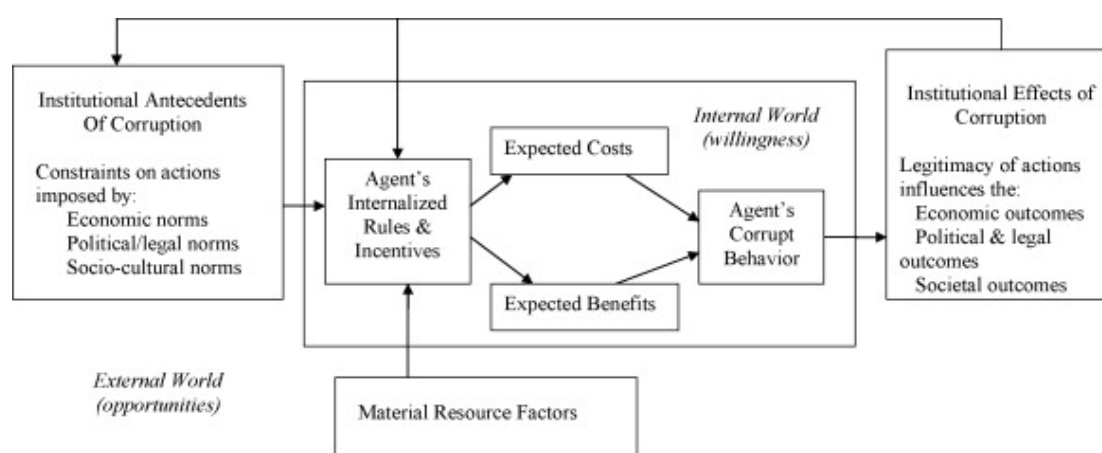 Institutional Antecedents
Of Corruption
Constraints on actions
imposed by:
Economic norms
Political/legal norms
Socio-cultural norms
External World
(opportunities)
Internal World
(willingness)
Agent's
Internalized
Rules &
Incentives
Expected Costs
Expected Benefits
Agent's
Corrupt
Behavior
Material Resource Factors
Institutional Effects of
Corruption
Legitimacy of actions
influences the:
Economic outcomes
Political & legal
outcomes
Societal outcomes